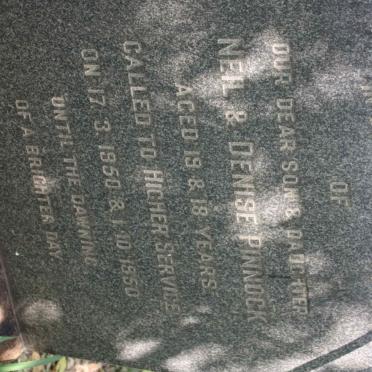 OF
OUR DEAR SON & DAUGHTER
NEIL & DENISE PINNOCK
AGED 19 & 18 YEARS
CALLED TO HIGHER SERVICE
ON 17·3·1950 & 1·10·1950
UNTIL THE DAWNING
OF A BRIGHTER DAY